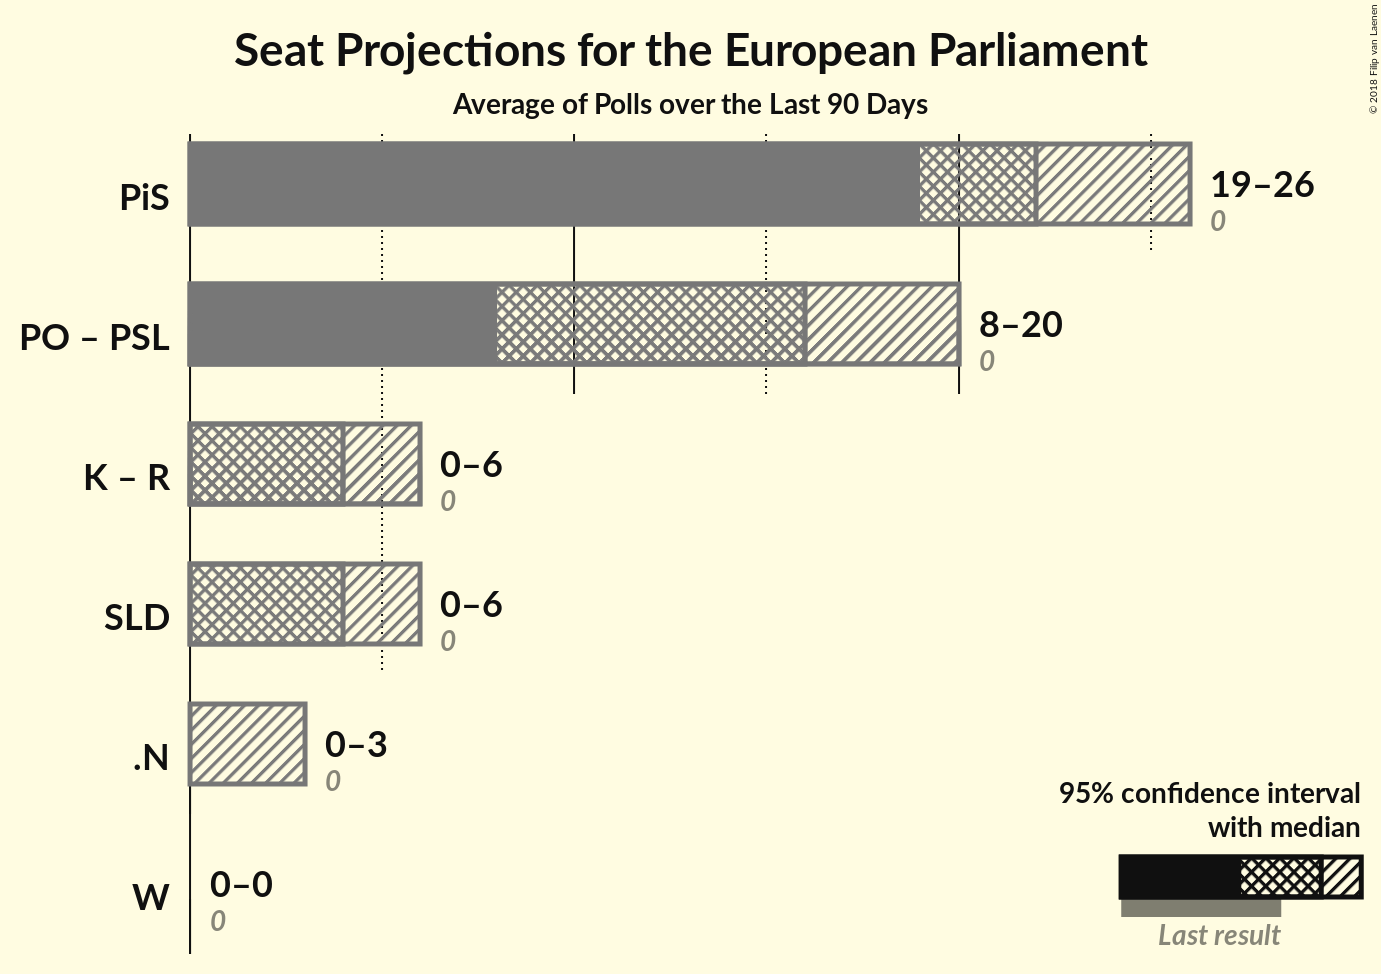 Seat Projections for the European Parliament
Average of Polls over the Last 90 Days
© 2018 Filip van Laenen
PiS
19–26
0
PO – PSL
8–20
0
K – R
0–6
0
SLD
0–6
0
.N
0–3
0
W
0–0
0
95% confidence interval
with median
Last result